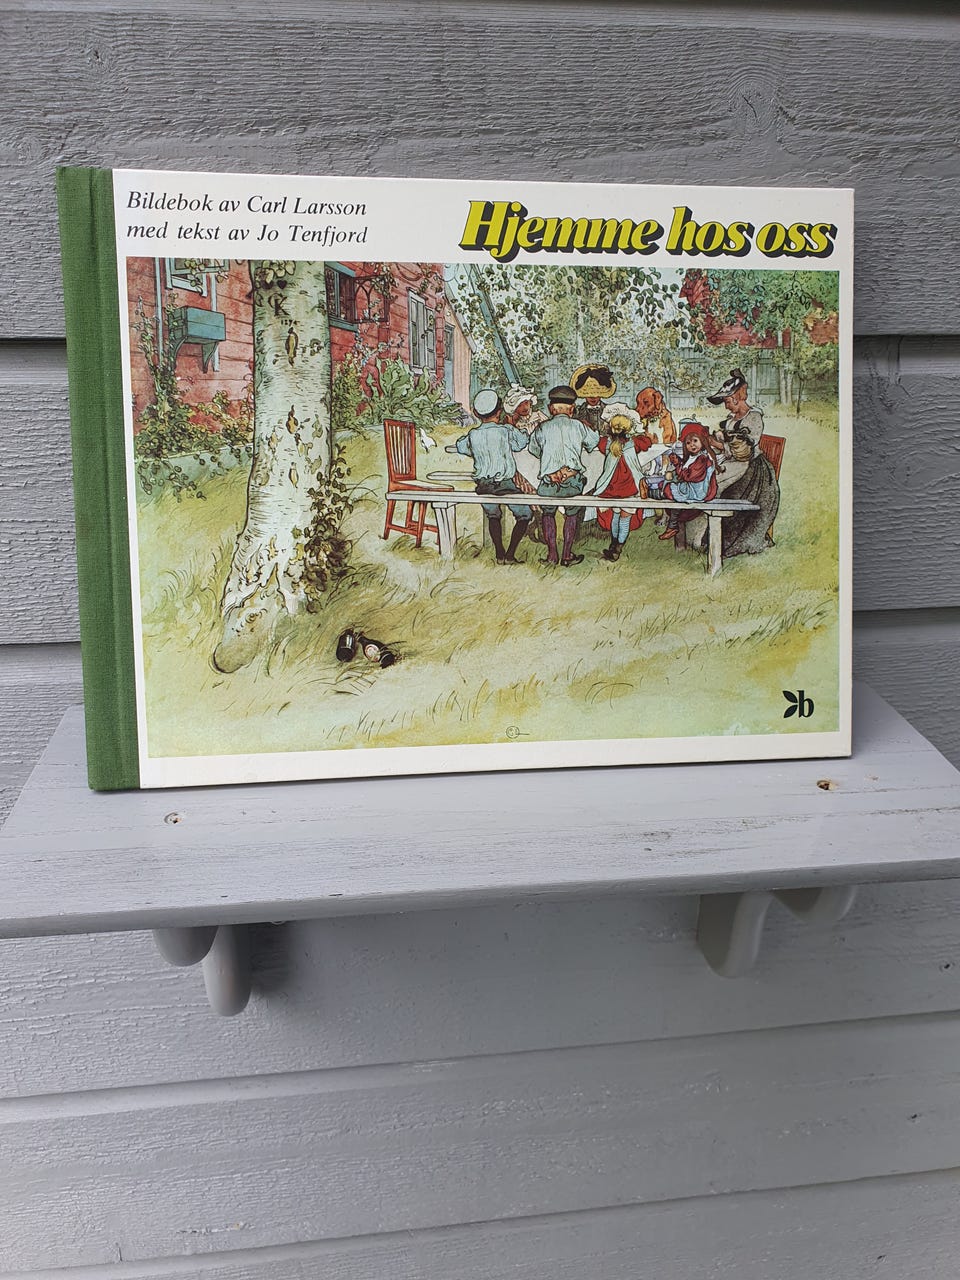 Bildebok av Carl Larsson
med tekst av Jo Tenfjord
Hjemme hos oss
b